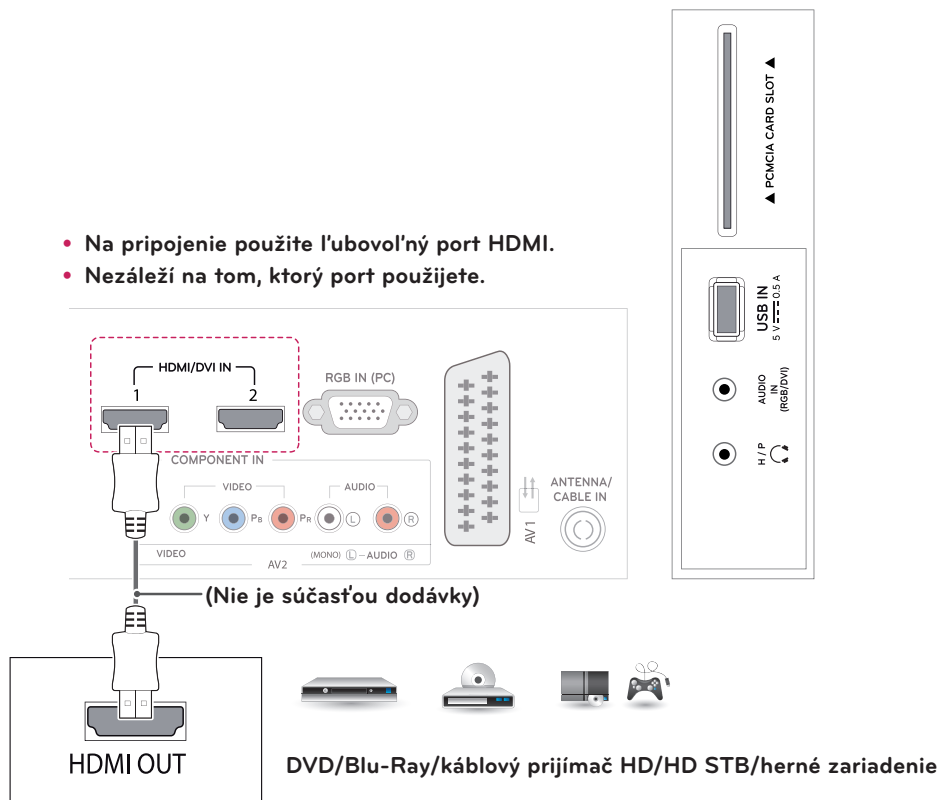 • Na pripojenie použite ľubovoľný port HDMI.
• Nezáleží na tom, ktorý port použijete.
HDMI/DVI IN
1
2
RGB IN (PC)
COMPONENT IN
VIDEO
AUDIO
Y
PB
PR
L
R
VIDEO
(MONO) L – AUDIO R
AV2
AV1
ANTENNA/
CABLE IN
(Nie je súčasťou dodávky)
HDMI OUT
DVD/Blu-Ray/káblový prijímač HD/HD STB/herné zariadenie
▲ PCMCIA CARD SLOT ▲
USB IN
5 V 0.5 A
AUDIO
IN
(RGB/DVI)
H / P